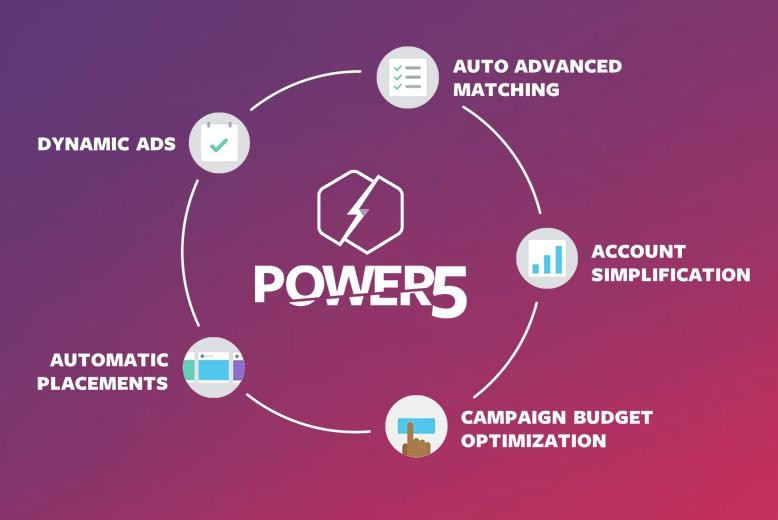 AUTO ADVANCED
MATCHING
DYNAMIC ADS
ACCOUNT
SIMPLIFICATION
POWER5
AUTOMATIC
PLACEMENTS
CAMPAIGN BUDGET
OPTIMIZATION